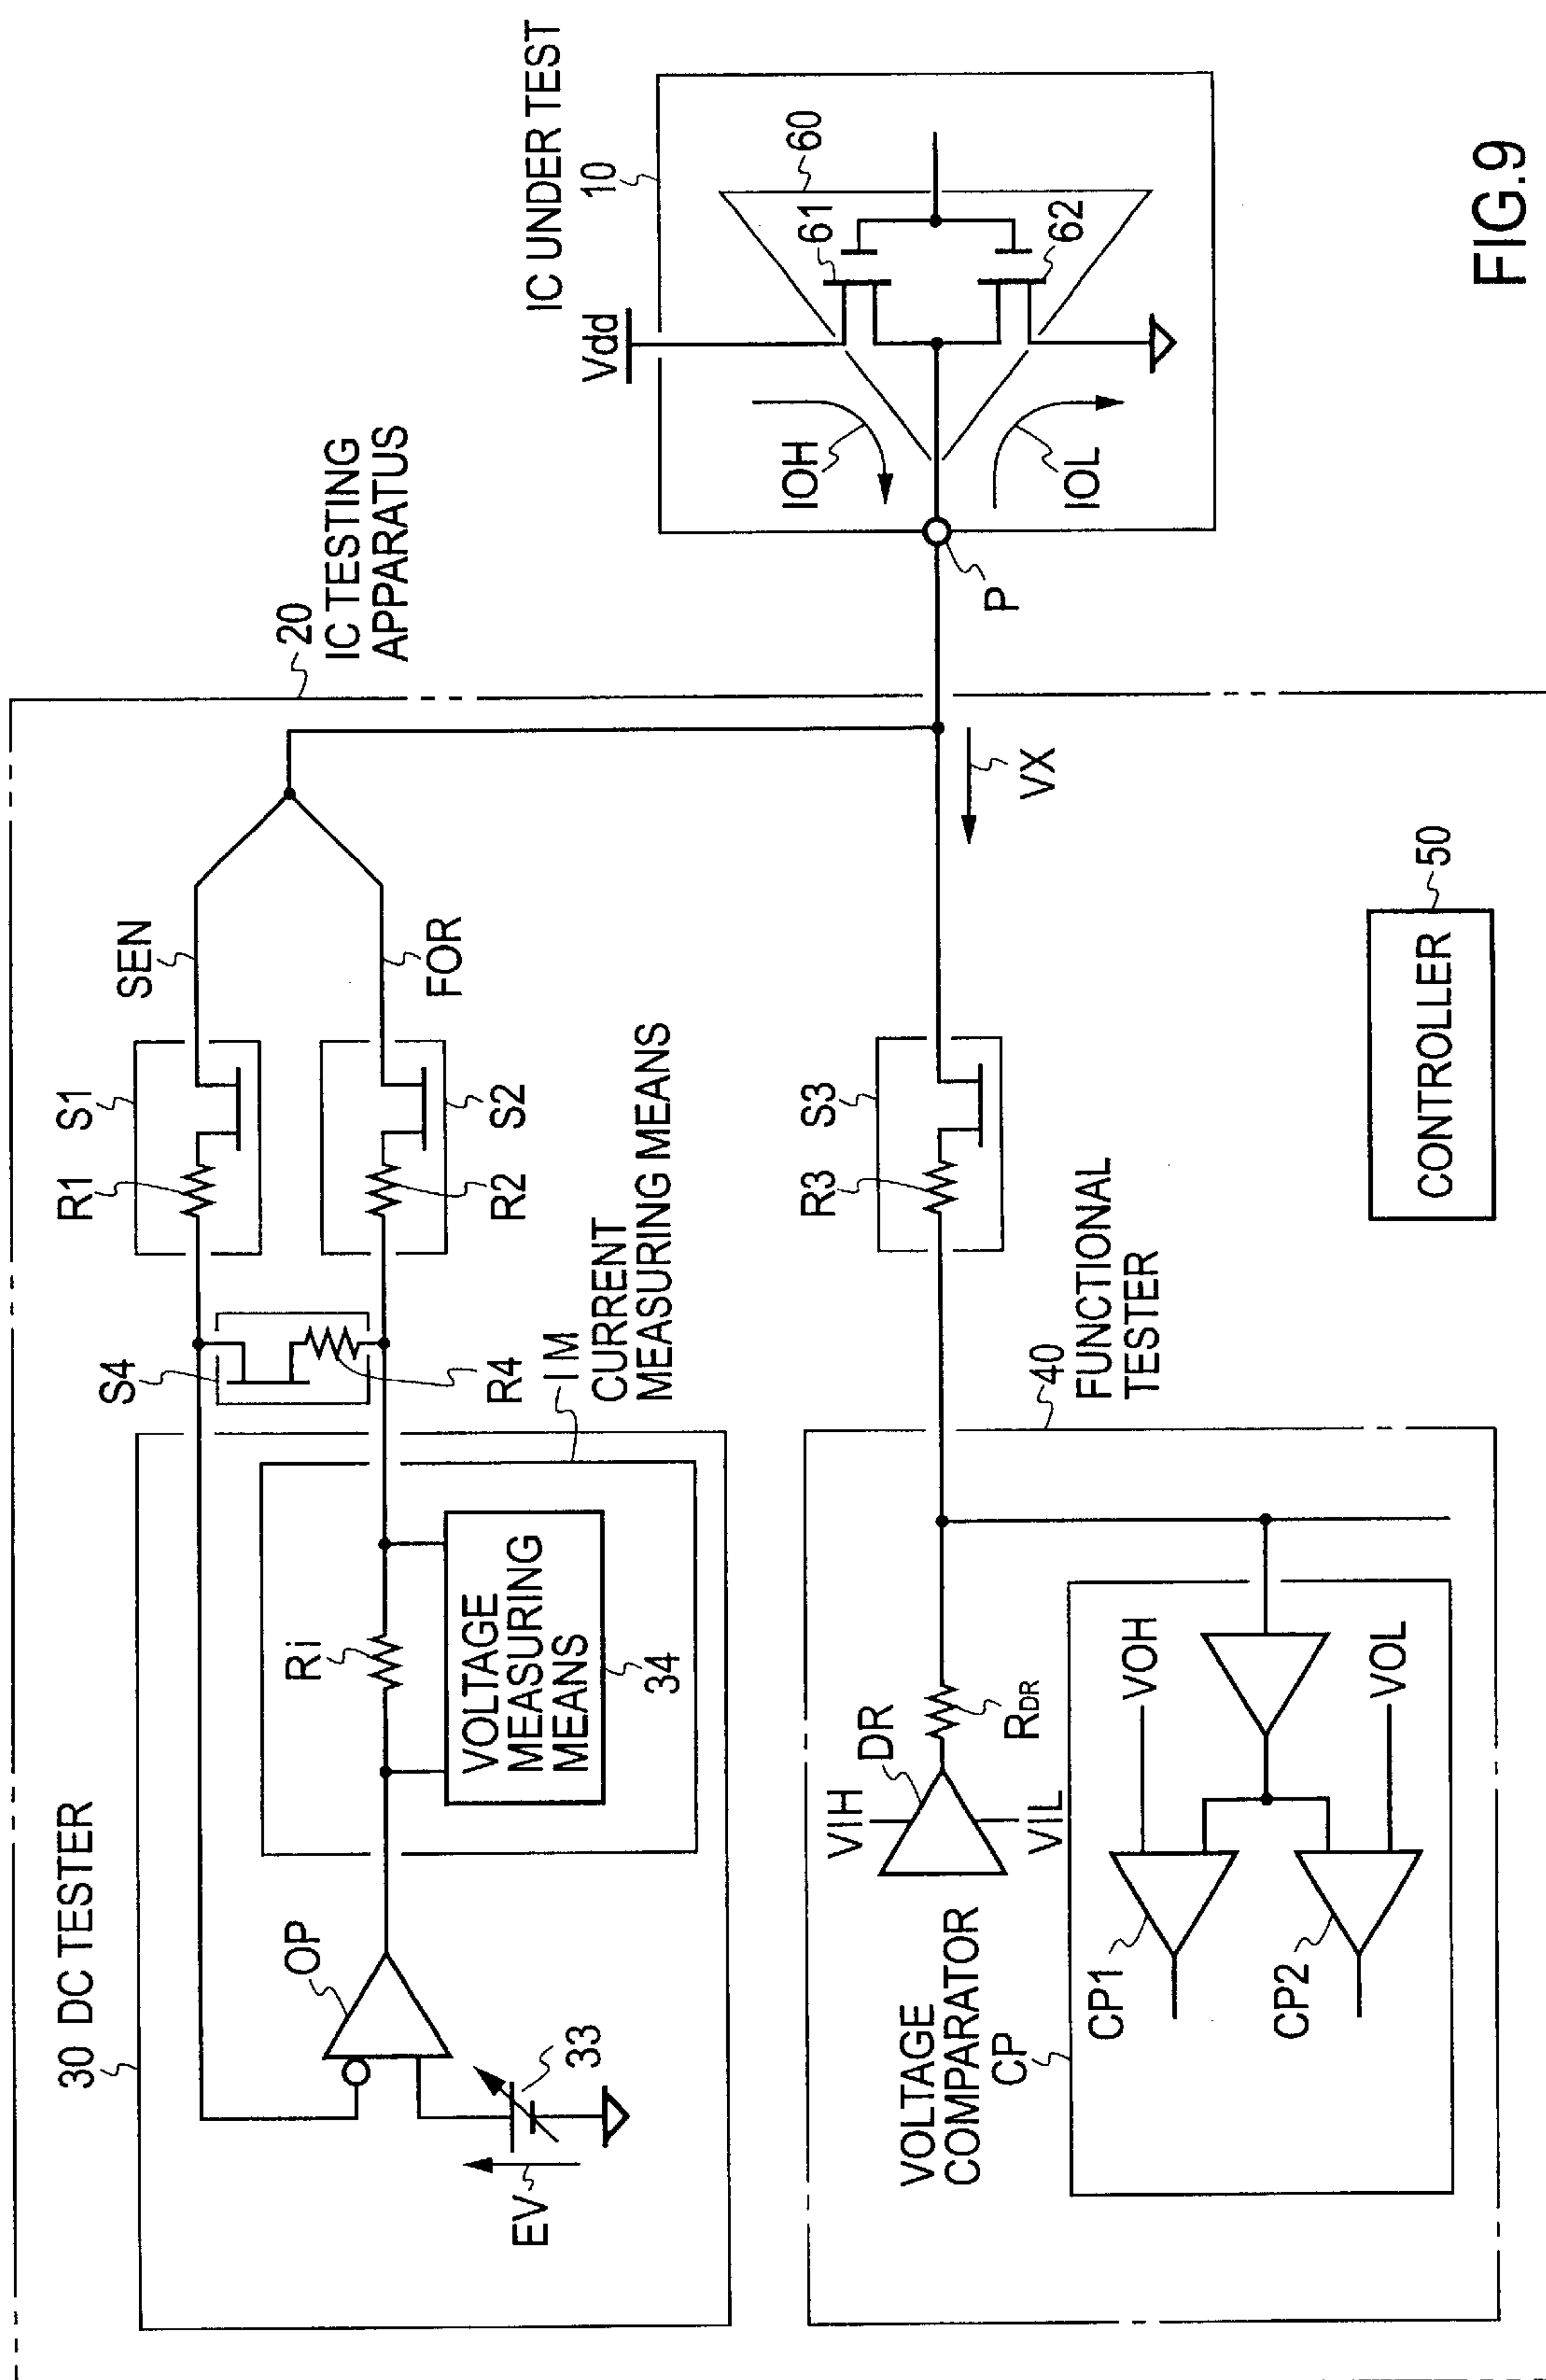 20
IC TESTING
APPARATUS
IC UNDER TEST
10
Vdd
60
61
62
IOH
IOL
P
VX
SEN
FOR
S1
R1
S2
R2
S4
R4
S3
R3
30 DC TESTER
IM
CURRENT
MEASURING MEANS
Ri
VOLTAGE
MEASURING
MEANS
34
OP
33
EV
40
FUNCTIONAL
TESTER
DR
VIH
VIL
RDR
VOLTAGE
COMPARATOR
CP
VOH
VOL
CP1
CP2
CONTROLLER
50
FIG.9